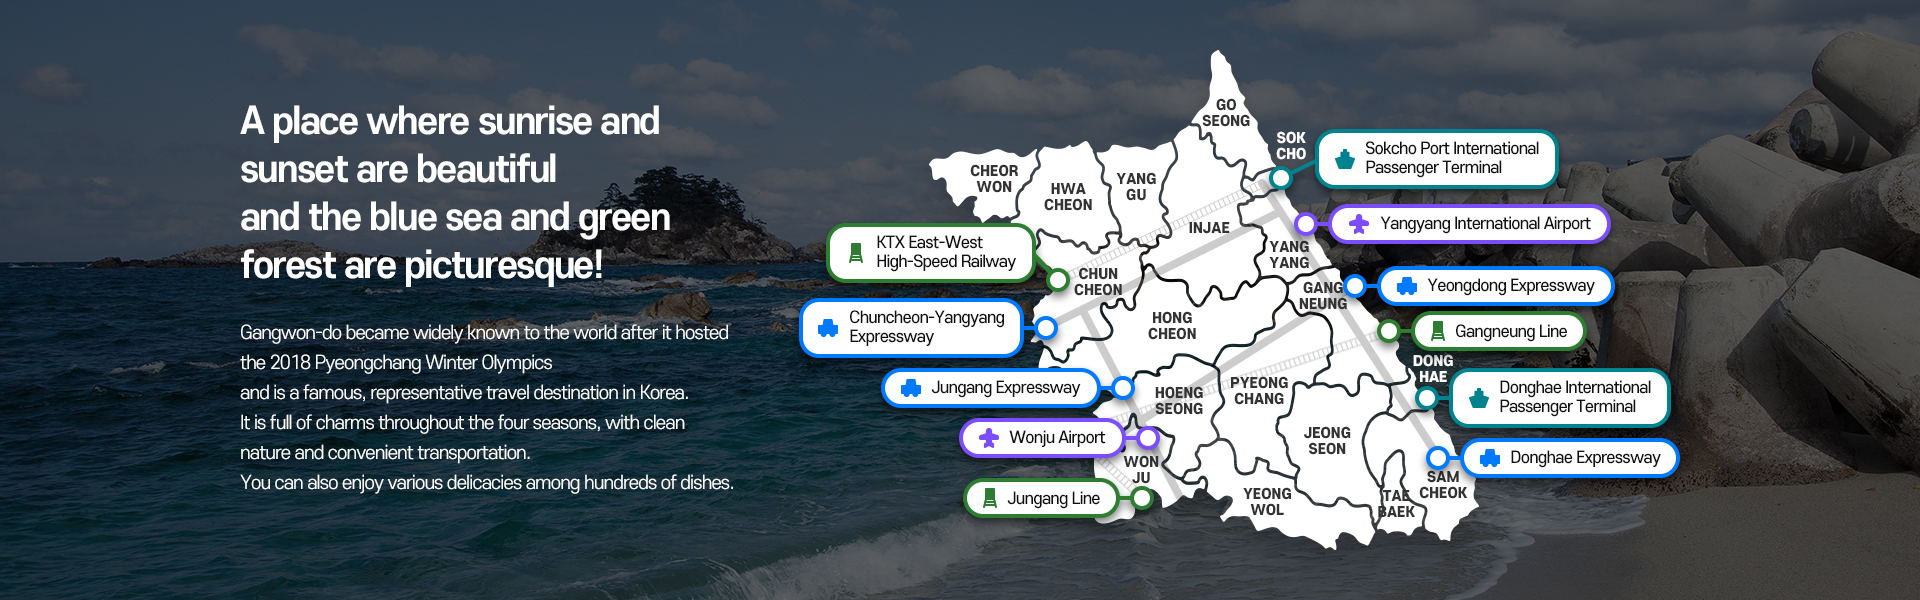 A place where sunrise and
sunset are beautiful
and the blue sea and green
forest are picturesque!
Gangwon-do became widely known to the world after it hosted
the 2018 Pyeongchang Winter Olympics
and is a famous, representative travel destination in Korea.
It is full of charms throughout the four seasons, with clean
nature and convenient transportation.
You can also enjoy various delicacies among hundreds of dishes.
GO
SEONG
SOK
CHO
Sokcho Port International
Passenger Terminal
CHEOR
WON
HWA
CHEON
YANG
GU
INJAE
Yangyang International Airport
KTX East-West
High-Speed Railway
YANG
YANG
CHUN
CHEON
GANG
NEUNG
Yeongdong Expressway
Chuncheon-Yangyang
Expressway
HONG
CHEON
Gangneung Line
DONG
HAE
Jungang Expressway
HOENG
SEONG
PYEONG
CHANG
Donghae International
Passenger Terminal
Wonju Airport
JEONG
SEON
Donghae Expressway
WON
JU
SAM
CHEOK
Jungang Line
YEONG
WOL
TAE
BAEK